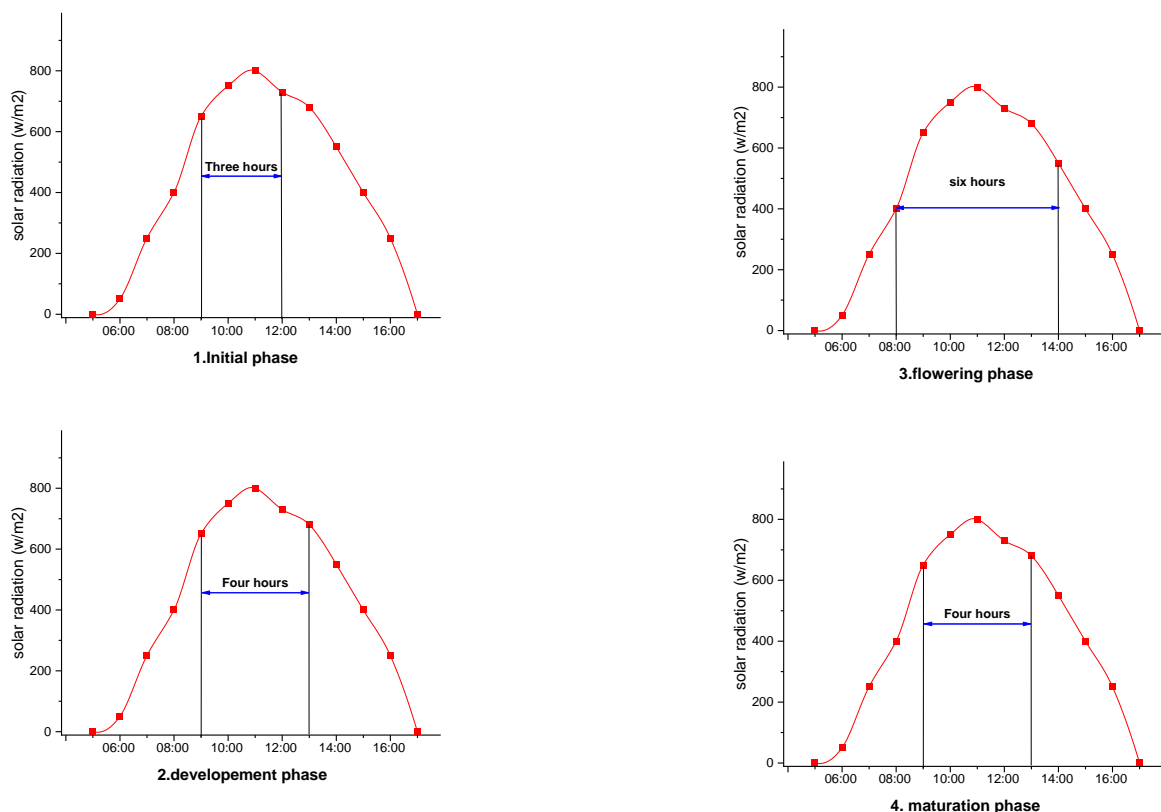 solar radiation (w/m2)
800
600
400
200
0
Three hours
06:00 08:00 10:00 12:00 14:00 16:00
1.Initial phase
solar radiation (w/m2)
800
600
400
200
0
six hours
06:00 08:00 10:00 12:00 14:00 16:00
3.flowering phase
solar radiation (w/m2)
800
600
400
200
0
Four hours
06:00 08:00 10:00 12:00 14:00 16:00
2.developement phase
solar radiation (w/m2)
800
600
400
200
0
Four hours
06:00 08:00 10:00 12:00 14:00 16:00
4. maturation phase